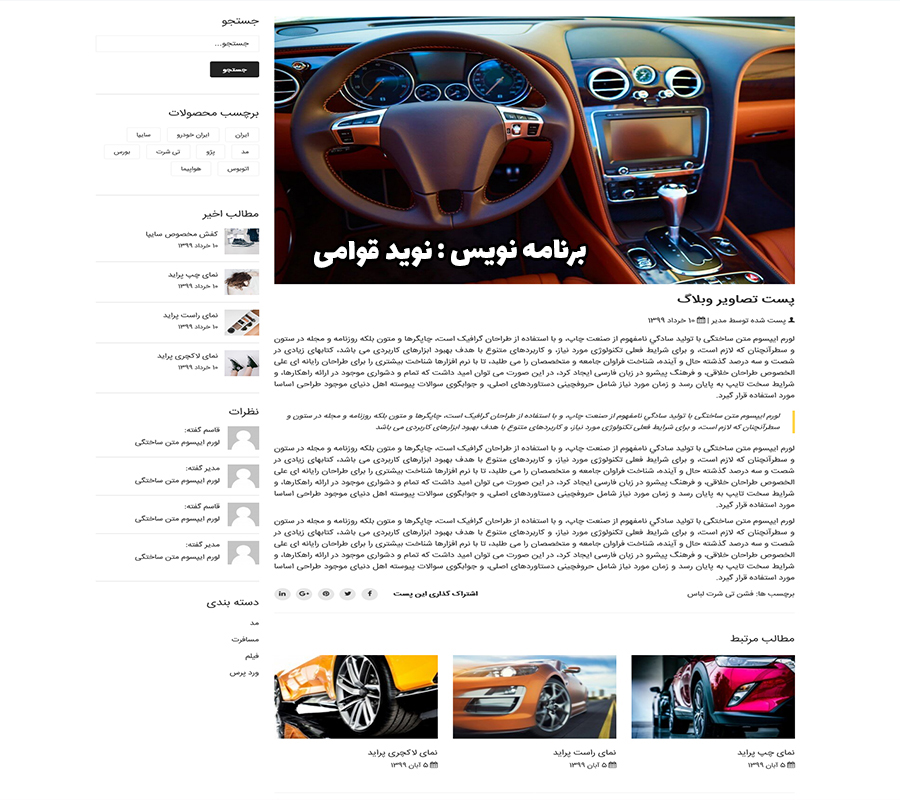 برنامه نویس : نوید قوامی
پست تصاویر وبلاگ
پست شده توسط مدیر | ۱۰ خرداد ۱۳۹۹
لورم ایپسوم متن ساختگی با تولید سادگی نامفهوم از صنعت چاپ، و با استفاده از طراحان گرافیک است، چاپگرها و متون بلکه روزنامه و مجله در ستون
و سطرآنچنان که لازم است، و برای شرایط فعلی تکنولوژی مورد نیاز، و کاربردهای متنوع با هدف بهبود ابزارهای کاربردی می باشد، کتابهای زیادی در
شصت و سه درصد گذشته حال و آینده، شناخت فراوان جامعه و متخصصان را می طلبد، تا با نرم افزارها شناخت بیشتری را برای طراحان رایانه ای علی
الخصوص طراحان خلاقی، و فرهنگ پیشرو در زبان فارسی ایجاد کرد، در این صورت می توان امید داشت که تمام و دشواری موجود در ارائه راهکارها، و
شرایط سخت تایپ به پایان رسد و زمان مورد نیاز شامل حروفچینی دستاوردهای اصلی، و جوابگوی سوالات پیوسته اهل دنیای موجود طراحی اساسا
مورد استفاده قرار گیرد.
لورم ایپسوم متن ساختگی با تولید سادگی نامفهوم از صنعت چاپ، و با استفاده از طراحان گرافیک است، چاپگرها و متون بلکه روزنامه و مجله در ستون و
سطرآنچنان که لازم است، و برای شرایط فعلی تکنولوژی مورد نیاز، و کاربردهای متنوع با هدف بهبود ابزارهای کاربردی می باشد
لورم ایپسوم متن ساختگی با تولید سادگی نامفهوم از صنعت چاپ، و با استفاده از طراحان گرافیک است، چاپگرها و متون بلکه روزنامه و مجله در ستون
و سطرآنچنان که لازم است، و برای شرایط فعلی تکنولوژی مورد نیاز، و کاربردهای متنوع با هدف بهبود ابزارهای کاربردی می باشد، کتابهای زیادی در
شصت و سه درصد گذشته حال و آینده، شناخت فراوان جامعه و متخصصان را می طلبد، تا با نرم افزارها شناخت بیشتری را برای طراحان رایانه ای علی
الخصوص طراحان خلاقی، و فرهنگ پیشرو در زبان فارسی ایجاد کرد، در این صورت می توان امید داشت که تمام و دشواری موجود در ارائه راهکارها، و
شرایط سخت تایپ به پایان رسد و زمان مورد نیاز شامل حروفچینی دستاوردهای اصلی، و جوابگوی سوالات پیوسته اهل دنیای موجود طراحی اساسا
مورد استفاده قرار گیرد.
لورم ایپسوم متن ساختگی با تولید سادگی نامفهوم از صنعت چاپ، و با استفاده از طراحان گرافیک است، چاپگرها و متون بلکه روزنامه و مجله در ستون
و سطرآنچنان که لازم است، و برای شرایط فعلی تکنولوژی مورد نیاز، و کاربردهای متنوع با هدف بهبود ابزارهای کاربردی می باشد، کتابهای زیادی در
شصت و سه درصد گذشته حال و آینده، شناخت فراوان جامعه و متخصصان را می طلبد، تا با نرم افزارها شناخت بیشتری را برای طراحان رایانه ای علی
الخصوص طراحان خلاقی، و فرهنگ پیشرو در زبان فارسی ایجاد کرد، در این صورت می توان امید داشت که تمام و دشواری موجود در ارائه راهکارها، و
شرایط سخت تایپ به پایان رسد و زمان مورد نیاز شامل حروفچینی دستاوردهای اصلی، و جوابگوی سوالات پیوسته اهل دنیای موجود طراحی اساسا
مورد استفاده قرار گیرد.
برچسب ها: فشن تی شرت لباس
اشتراک گذاری این پست
مطالب مرتبط
نمای چپ پراید
۵ آبان ۱۳۹۹
نمای راست پراید
۵ آبان ۱۳۹۹
نمای لاکچری پراید
۵ آبان ۱۳۹۹
جستجو
جستجو...
جستجو
برچسب محصولات
ایران
ایران خودرو
سایپا
مد
پژو
تی شرت
بورس
اتوبوس
هواپیما
مطالب اخیر
کفش مخصوص سایپا
۱۰ خرداد ۱۳۹۹
نمای چپ پراید
۱۰ خرداد ۱۳۹۹
نمای راست پراید
۱۰ خرداد ۱۳۹۹
نمای لاکچری پراید
۱۰ خرداد ۱۳۹۹
نظرات
قاسم گفته:
لورم ایپسوم متن ساختگی
مدیر گفته:
لورم ایپسوم متن ساختگی
قاسم گفته:
لورم ایپسوم متن ساختگی
مدیر گفته:
لورم ایپسوم متن ساختگی
دسته بندی
مد
مسافرت
فیلم
ورد پرس